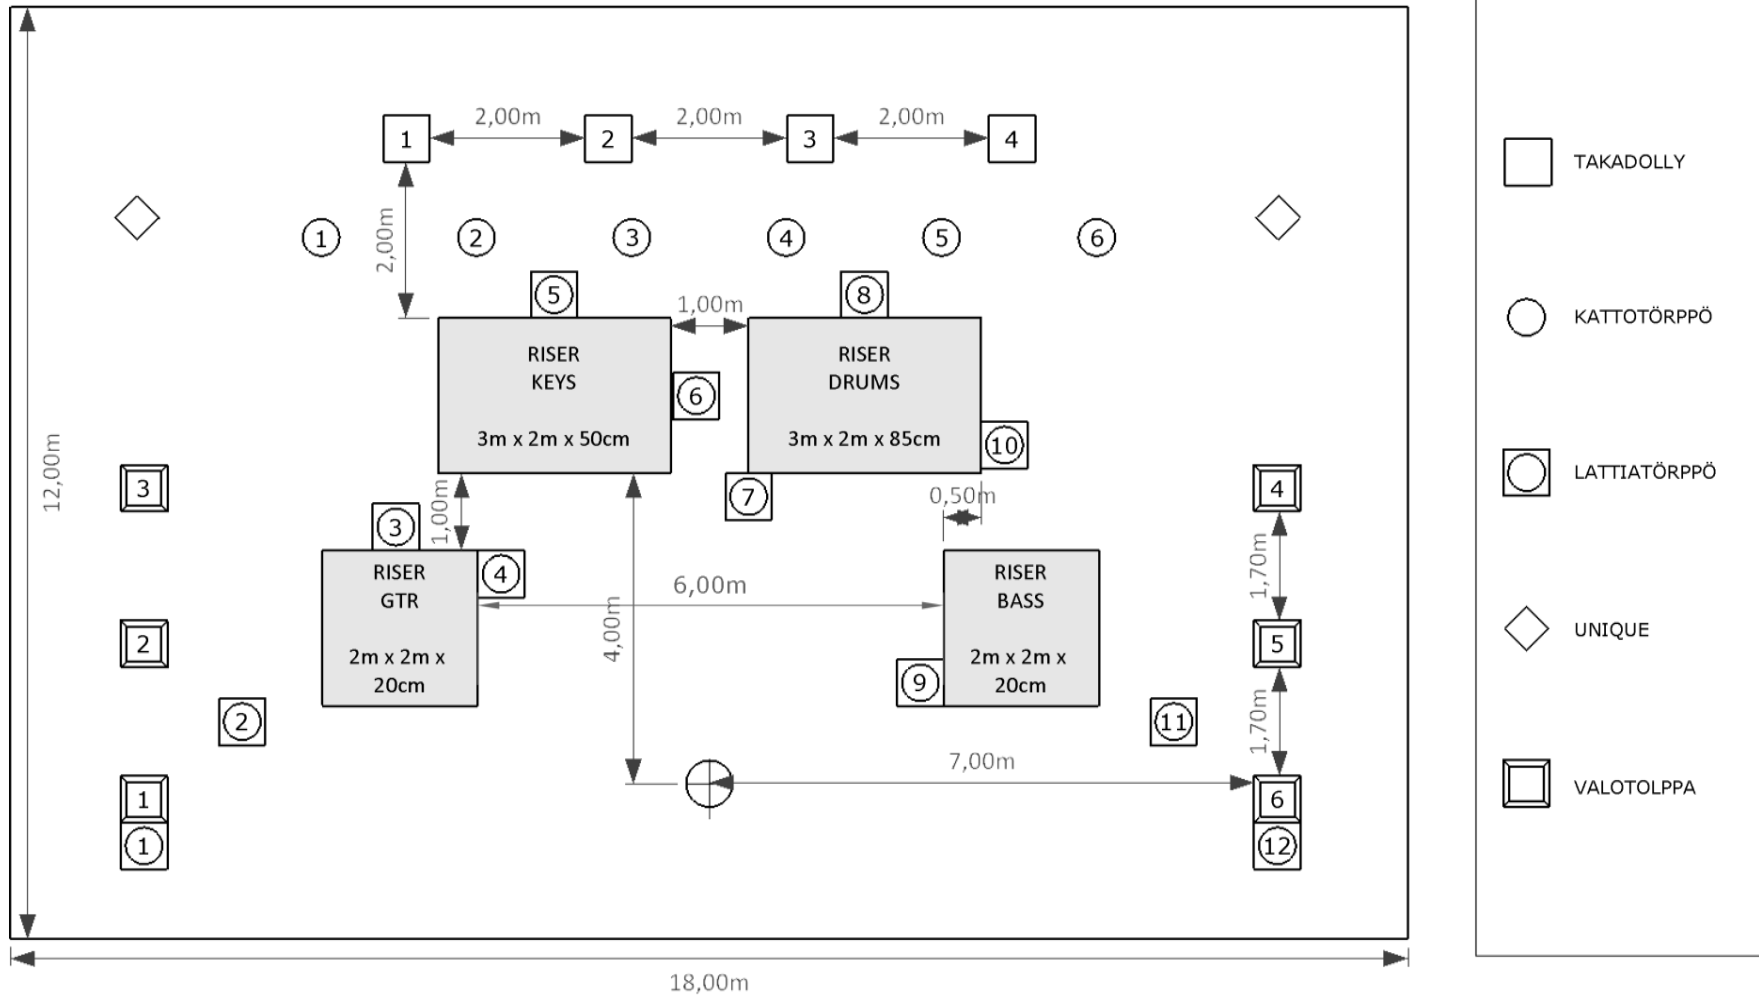 2,00m
2,00m
2,00m
1
2
3
4
2,00m
1
2
3
4
5
6
5
8
1,00m
RISER
KEYS
3m x 2m x 50cm
6
RISER
DRUMS
3m x 2m x 85cm
10
12,00m
3
7
0,50m
4
3
1,00m
4
RISER
GTR
2m x 2m x
20cm
6,00m
4,00m
RISER
BASS
2m x 2m x
20cm
1,70m
2
5
9
2
11
1,70m
7,00m
1
6
1
12
18,00m
TAKADOLLY
KATTOTÖRPPÖ
LATTIATÖRPPÖ
UNIQUE
VALOTOLPPA